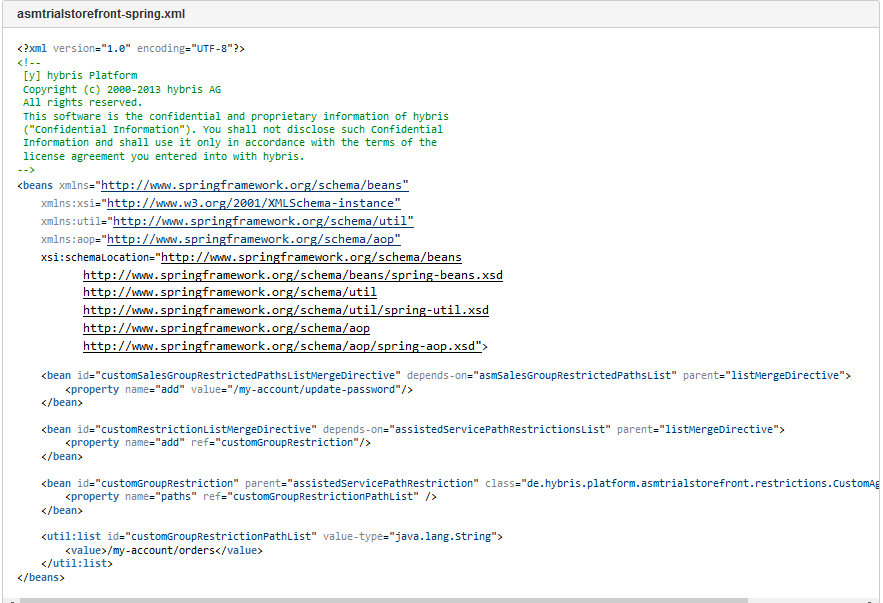 asmtrialstorefront-spring.xml
<?xml version="1.0" encoding="UTF-8"?>
<!--
[y] hybris Platform
Copyright (c) 2000-2013 hybris AG
All rights reserved.
This software is the confidential and proprietary information of hybris
("Confidential Information"). You shall not disclose such Confidential
Information and shall use it only in accordance with the terms of the
license agreement you entered into with hybris.
-->
<beans xmlns="http://www.springframework.org/schema/beans"
xmlns:xsi="http://www.w3.org/2001/XMLSchema-instance"
xmlns:util="http://www.springframework.org/schema/util"
xmlns:aop="http://www.springframework.org/schema/aop"
xsi:schemaLocation="http://www.springframework.org/schema/beans
http://www.springframework.org/schema/beans/spring-beans.xsd
http://www.springframework.org/schema/util
http://www.springframework.org/schema/util/spring-util.xsd
http://www.springframework.org/schema/aop
http://www.springframework.org/schema/aop/spring-aop.xsd">
<bean id="customSalesGroupRestrictedPathsListMergeDirective" depends-on="asmSalesGroupRestrictedPathsList" parent="listMergeDirective">
<property name="add" value="/my-account/update-password"/>
</bean>
<bean id="customRestrictionListMergeDirective" depends-on="assistedServicePathRestrictionsList" parent="listMergeDirective">
<property name="add" ref="customGroupRestriction"/>
</bean>
<bean id="customGroupRestriction" parent="assistedServicePathRestriction" class="de.hybris.platform.asmtrialstorefront.restrictions.CustomAg
<property name="paths" ref="customGroupRestrictionPathList" />
</bean>
<util:list id="customGroupRestrictionPathList" value-type="java.lang.String">
<value>/my-account/orders</value>
</util:list>
</beans>